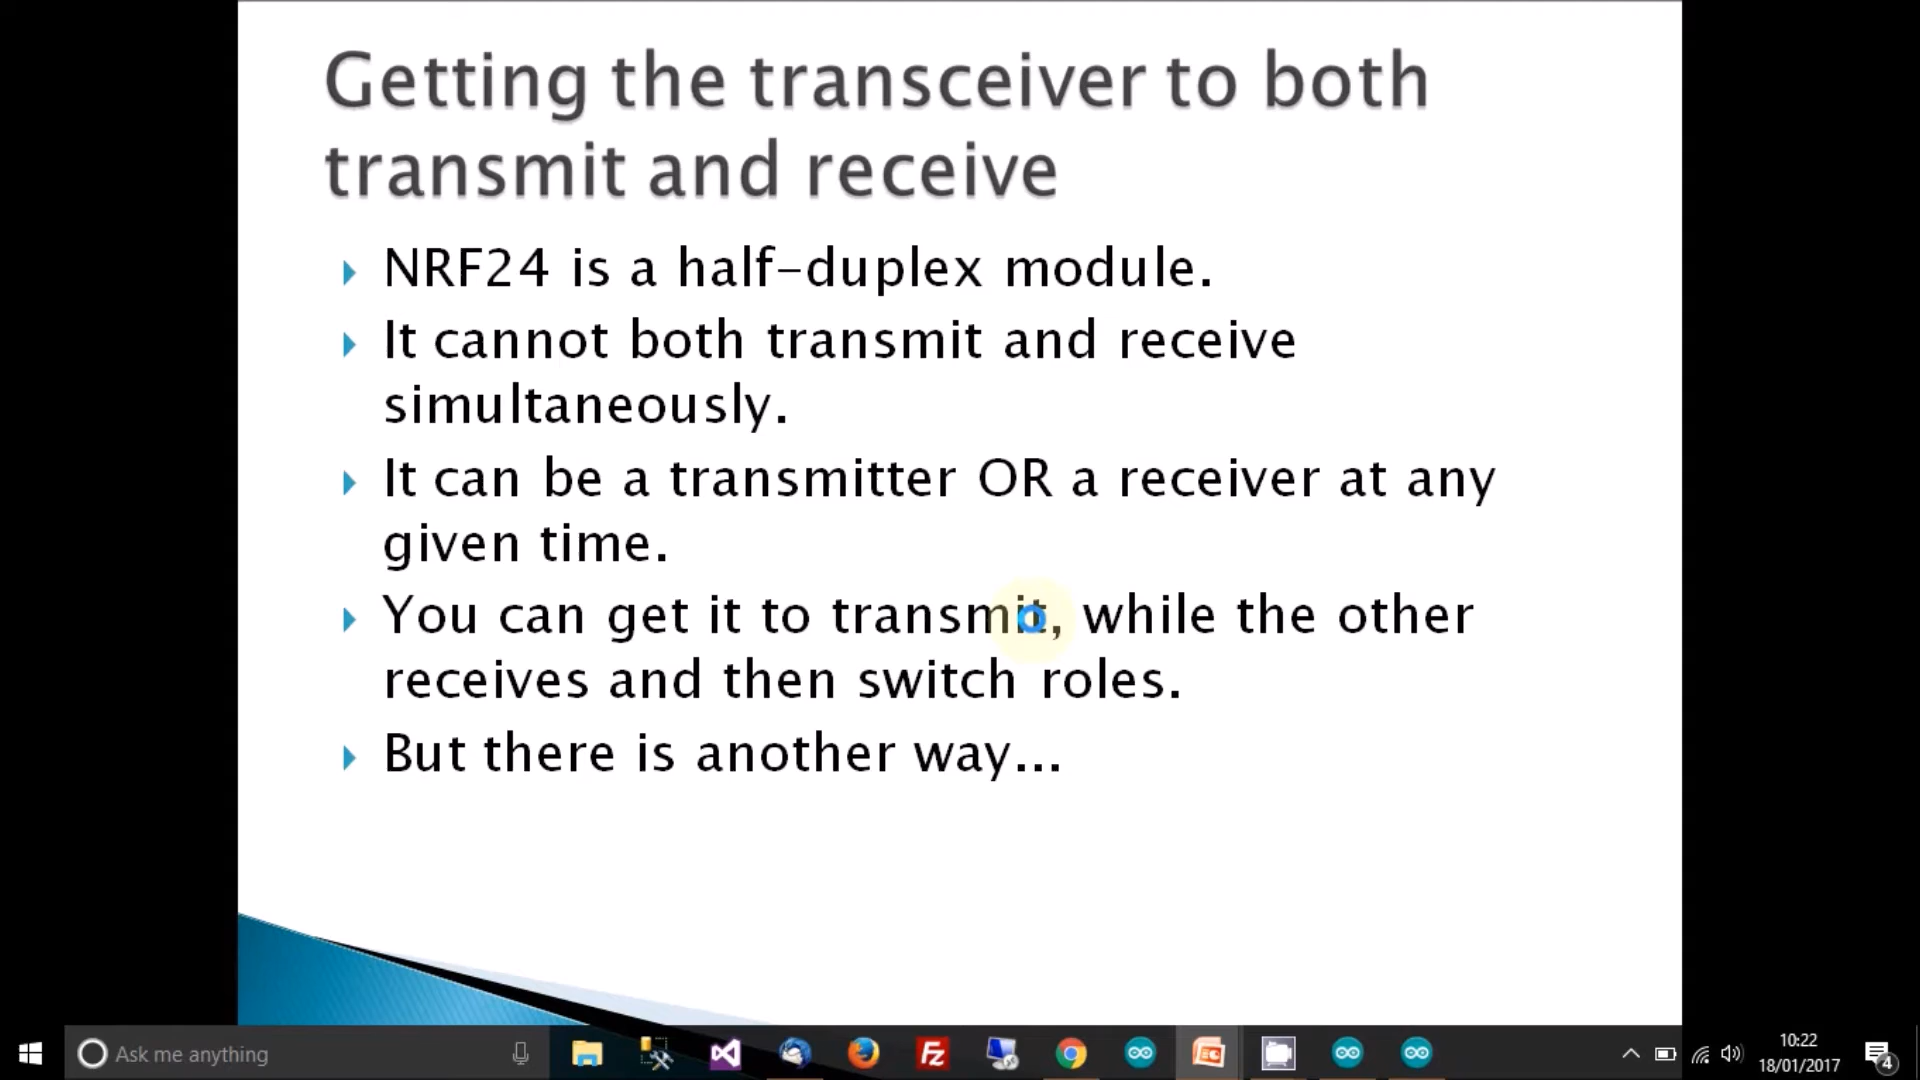 Getting the transceiver to both
transmit and receive
NRF24 is a half-duplex module.
It cannot both transmit and receive
simultaneously.
It can be a transmitter OR a receiver at any
given time.
You can get it to transmit, while the other
receives and then switch roles.
But there is another way...
Ask me anything
Fz
10:22
18/01/2017
4